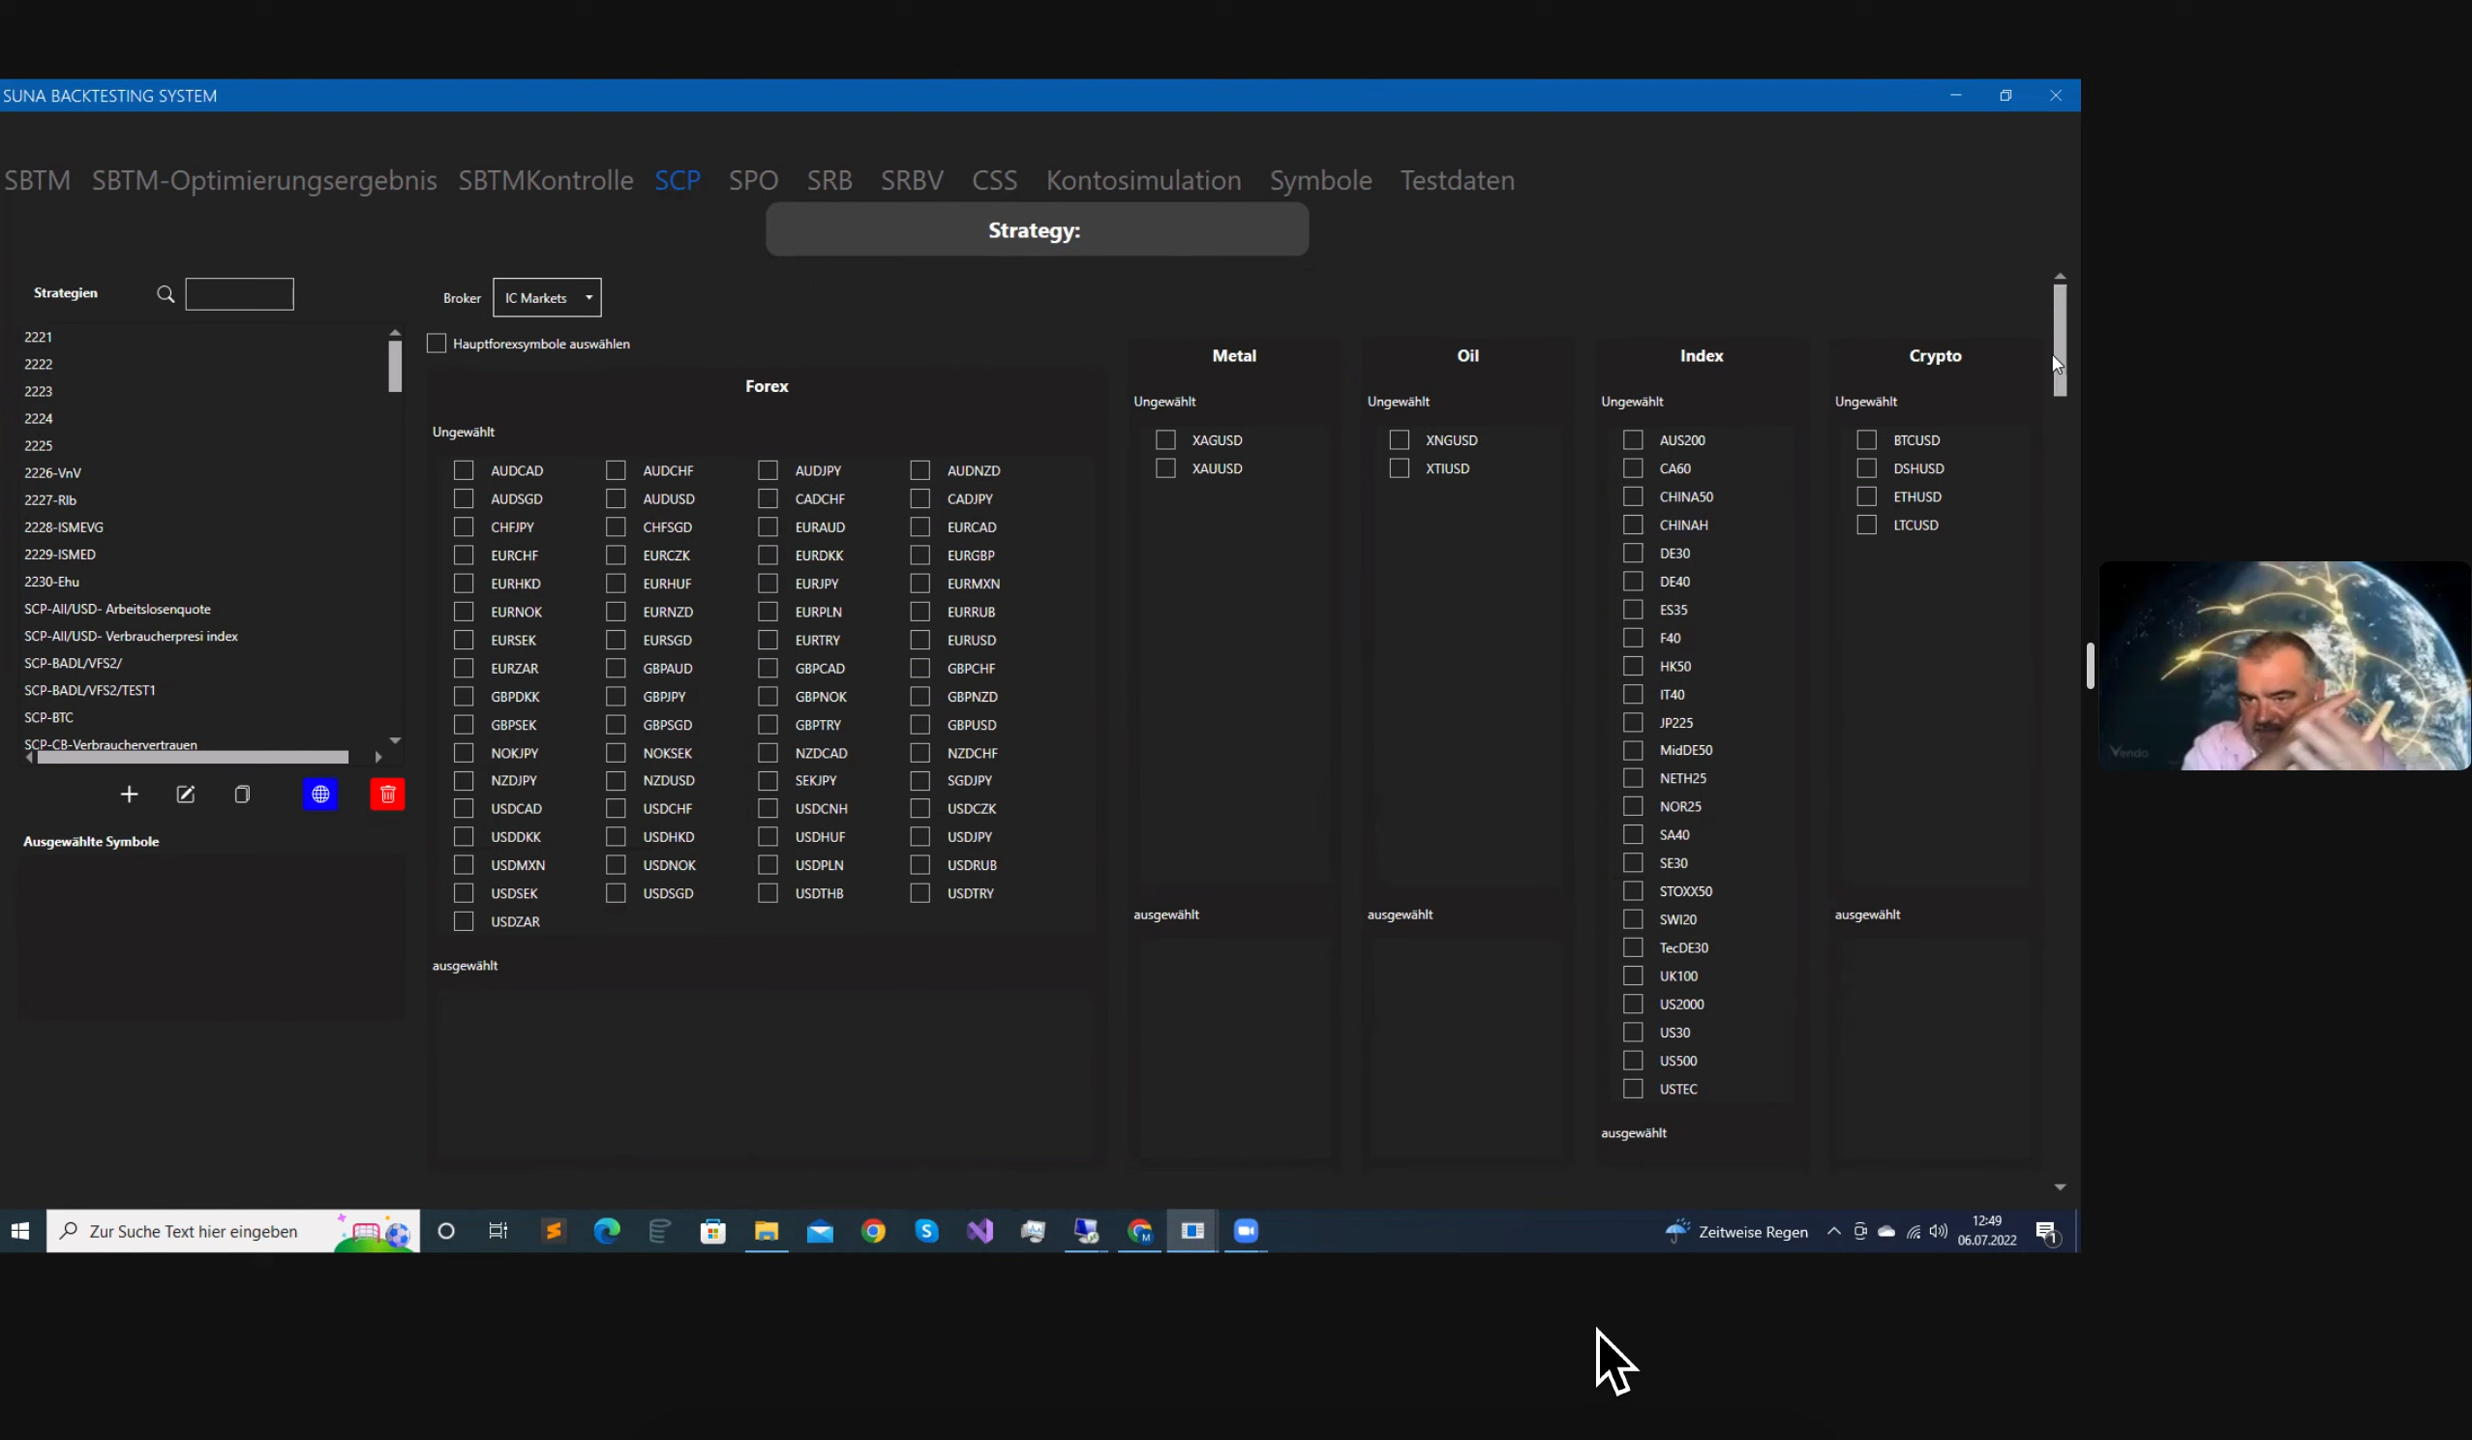 SUNA BACKTESTING SYSTEM
SBTM SBTM-Optimierungsergebnis SBTMKontrolle SCP SPO SRB SRBV CSS Kontosimulation Symbole Testdaten
Strategy:
Strategien
2221
2222
2223
2224
2225
2226-VnV
2227-Rlb
2228-ISMEVG
2229-ISMED
2230-Ehu
SCP-All/USD- Arbeitslosenquote
SCP-All/USD- Verbraucherpresi index
SCP-BADL/VFS2/
SCP-BADL/VFS2/TEST1
SCP-BTC
SCP-CB-Verbrauchervertrauen
Ausgewählte Symbole
Broker IC Markets
Hauptforexsymbole auswählen
Forex
Ungewählt
AUDCAD AUDCHF AUDJPY AUDNZD
AUDSGD AUDUSD CADCHF CADJPY
CHFJPY CHFSGD EURAUD EURCAD
EURCHF EURCZK EURDKK EURGBP
EURHKD EURHUF EURJPY EURMXN
EURNOK EURNZD EURPLN EURRUB
EURSEK EURSGD EURTRY EURUSD
EURZAR GBPAUD GBPCAD GBPCHF
GBPDKK GBPJPY GBPNOK GBPNZD
GBPSEK GBPSGD GBPTRY GBPUSD
NOKJPY NOKSEK NZDCAD NZDCHF
NZDJPY NZDUSD SEKJPY SGDJPY
USDCAD USDCHF USDCNH USDCZK
USDDKK USDHKD USDHUF USDJPY
USDMXN USDNOK USDPLN USDRUB
USDSEK USDSGD USDTHB USDTRY
USDZAR
ausgewählt
Metal
Ungewählt
XAGUSD
XAUUSD
ausgewählt
Oil
Ungewählt
XNGUSD
XTIUSD
ausgewählt
Index
Ungewählt
AUS200
CA60
CHINA50
CHINAH
DE30
DE40
ES35
F40
HK50
IT40
JP225
MidDE50
NETH25
NOR25
SA40
SE30
STOXX50
SWI20
TecDE30
UK100
US2000
US30
US500
USTEC
ausgewählt
Crypto
Ungewählt
BTCUSD
DSHUSD
ETHUSD
LTCUSD
ausgewählt
Vendo
Zur Suche Text hier eingeben
Zeitweise Regen
12:49
06.07.2022
1